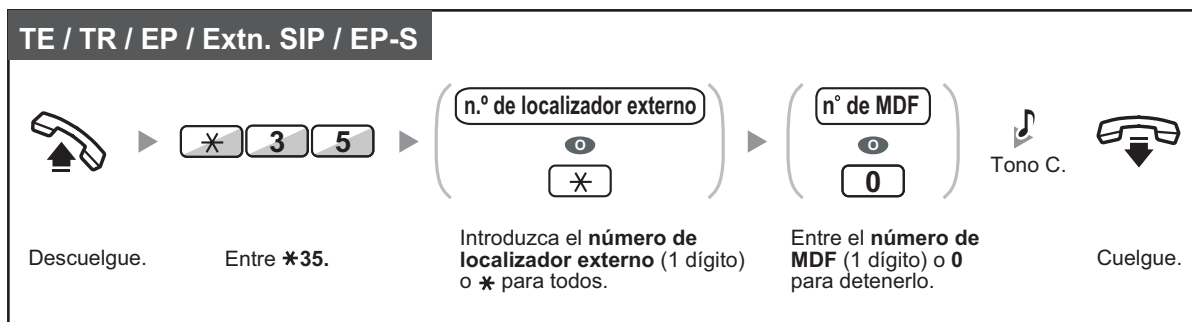 TE / TR / EP / Extn. SIP / EP-S
✱ 3 5
n.º de localizador externo
o
✱
n° de MDF
o
0
Tono C.
Descuelgue.
Entre ✱35.
Introduzca el número de
localizador externo (1 dígito)
o ✱ para todos.
Entre el número de
MDF (1 dígito) o 0
para detenerlo.
Cuelgue.